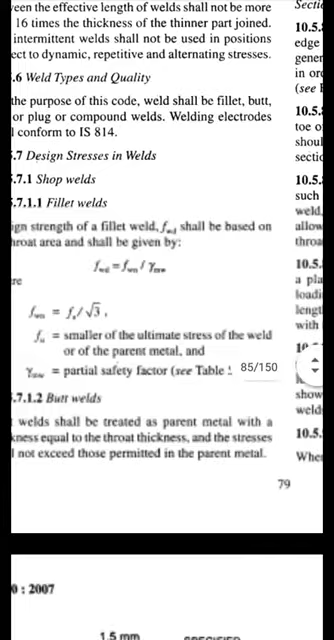 een the effective length of welds shall not be more
16 times the thickness of the thinner part joined.
intermittent welds shall not be used in positions
ect to dynamic, repetitive and alternating stresses.
.6 Weld Types and Quality
the purpose of this code, weld shall be fillet, butt,
or plug or compound welds. Welding electrodes
l conform to IS 814.
.7 Design Stresses in Welds
.7.1 Shop welds
.7.1.1 Fillet welds
ign strength of a fillet weld, fwd shall be based on
hroat area and shall be given by:
fwd = fwn / γmw
re
fwn = fu/√3 ,
fu = smaller of the ultimate stress of the weld
or of the parent metal, and
γmw = partial safety factor (see Table
85/150
.7.1.2 Butt welds
welds shall be treated as parent metal with a
kness equal to the throat thickness, and the stresses
l not exceed those permitted in the parent metal.
79
Secti
10.5.
edge
gener
in or
(see
10.5.
toe o
shoul
sectic
10.5.
such
weld,
allow
throa
10.5.
a pla
loadi
lengt
with
show
weld
10.5.
Wher
0 : 2007
1.5 mm
SPECIFIED